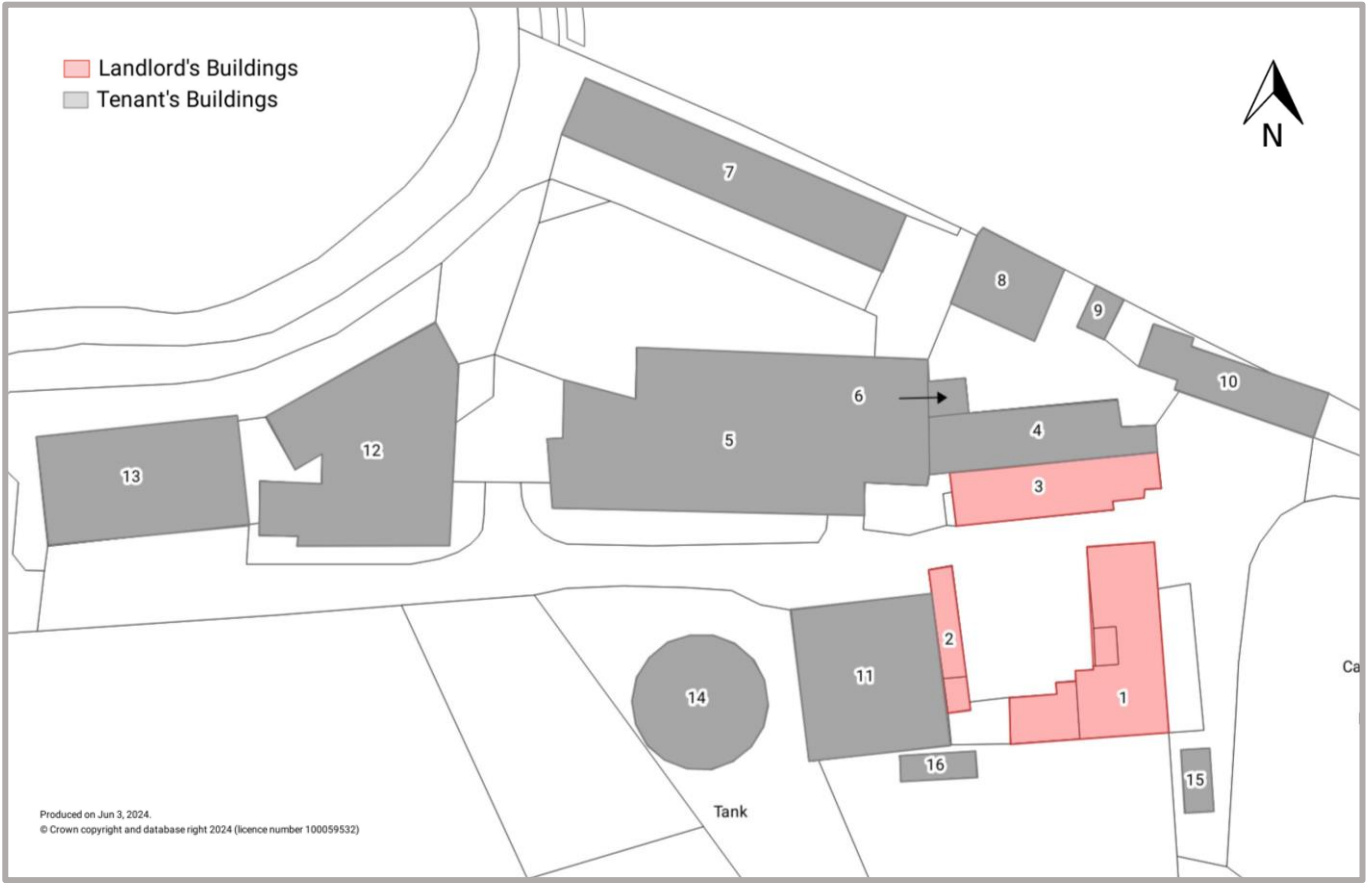 Landlord's Buildings
Tenant's Buildings
N
7
8
9
10
6
5
4
3
12
13
2
11
14
1
16
15
Ca
Tank
Produced on Jun 3, 2024.
© Crown copyright and database right 2024 (licence number 100059532)